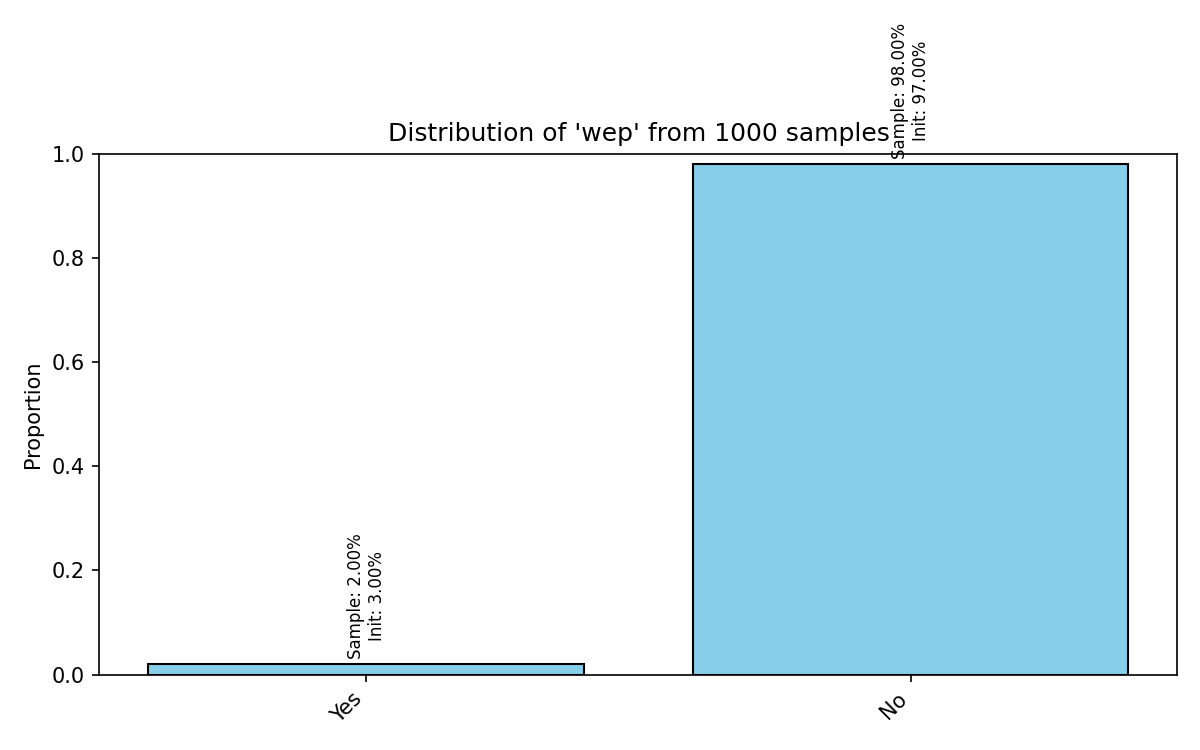 Distribution of 'wep' from 1000 samples
Sample: 98.00%
Init: 97.00%
Proportion
1.0
0.8
0.6
0.4
0.2
0.0
Sample: 2.00%
Init: 3.00%
Yes
No